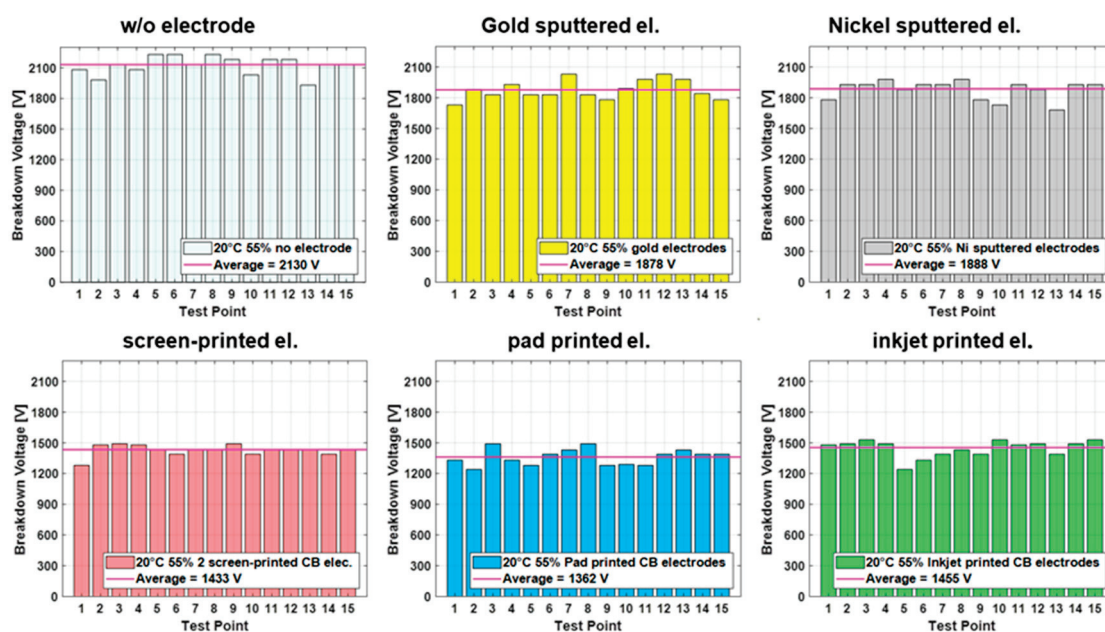 w/o electrode
Gold sputtered el.
Nickel sputtered el.
Breakdown Voltage [V]
2100
1800
1500
1200
900
600
300
0
20°C 55% no electrode
Average = 2130 V
1 2 3 4 5 6 7 8 9 10 11 12 13 14 15
Test Point
Breakdown Voltage [V]
2100
1800
1500
1200
900
600
300
0
20°C 55% gold electrodes
Average = 1878 V
1 2 3 4 5 6 7 8 9 10 11 12 13 14 15
Test Point
Breakdown Voltage [V]
2100
1800
1500
1200
900
600
300
0
20°C 55% Ni sputtered electrodes
Average = 1888 V
1 2 3 4 5 6 7 8 9 10 11 12 13 14 15
Test Point
screen-printed el.
pad printed el.
inkjet printed el.
Breakdown Voltage [V]
2100
1800
1500
1200
900
600
300
0
20°C 55% 2 screen-printed CB elec.
Average = 1433 V
1 2 3 4 5 6 7 8 9 10 11 12 13 14 15
Test Point
Breakdown Voltage [V]
2100
1800
1500
1200
900
600
300
0
20°C 55% Pad printed CB electrodes
Average = 1362 V
1 2 3 4 5 6 7 8 9 10 11 12 13 14 15
Test Point
Breakdown Voltage [V]
2100
1800
1500
1200
900
600
300
0
20°C 55% Inkjet printed CB electrodes
Average = 1455 V
1 2 3 4 5 6 7 8 9 10 11 12 13 14 15
Test Point